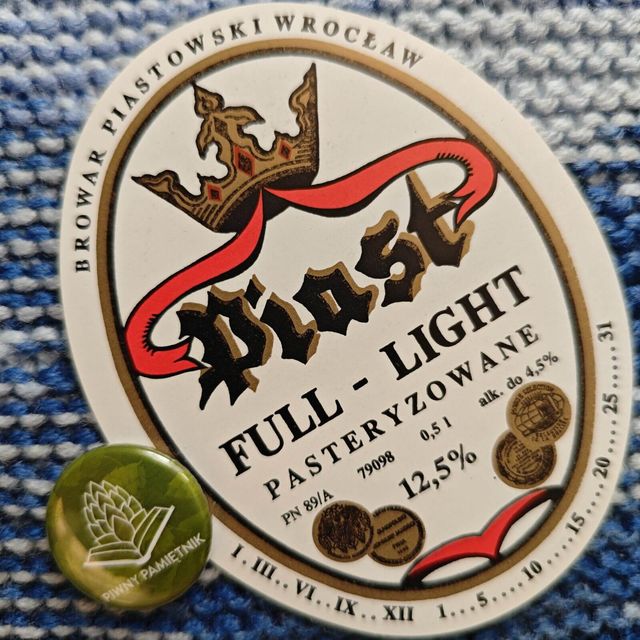 BROWAR PIASTOWSKI WROCŁAW
Piast
FULL - LIGHT
PASTERYZOWANE
PN 89/A 79098 0,5 l alk. do 4,5%
12,5%
I. III.. VI.. IX.. XII 1...5....10....15....20....25.....31
PIWNY PAMIĘTNIK